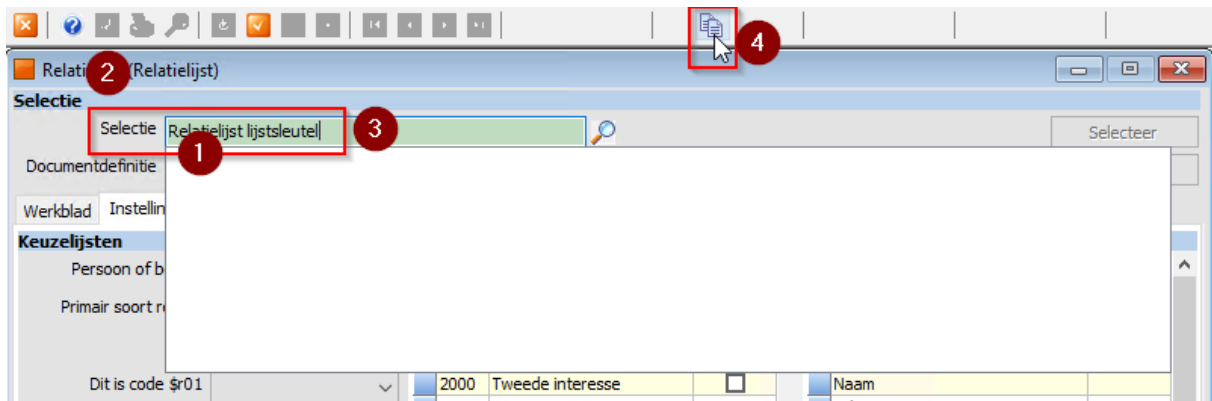 4
Relati 2 (Relatielijst)
Selectie
Selectie Relatielijst lijstsleutel 3
1
Selecteer
Documentdefinitie
Werkblad Instellin
Keuzelijsten
Persoon of b
Primair soort r
Dit is code $r01 2000 Tweede interesse Naam